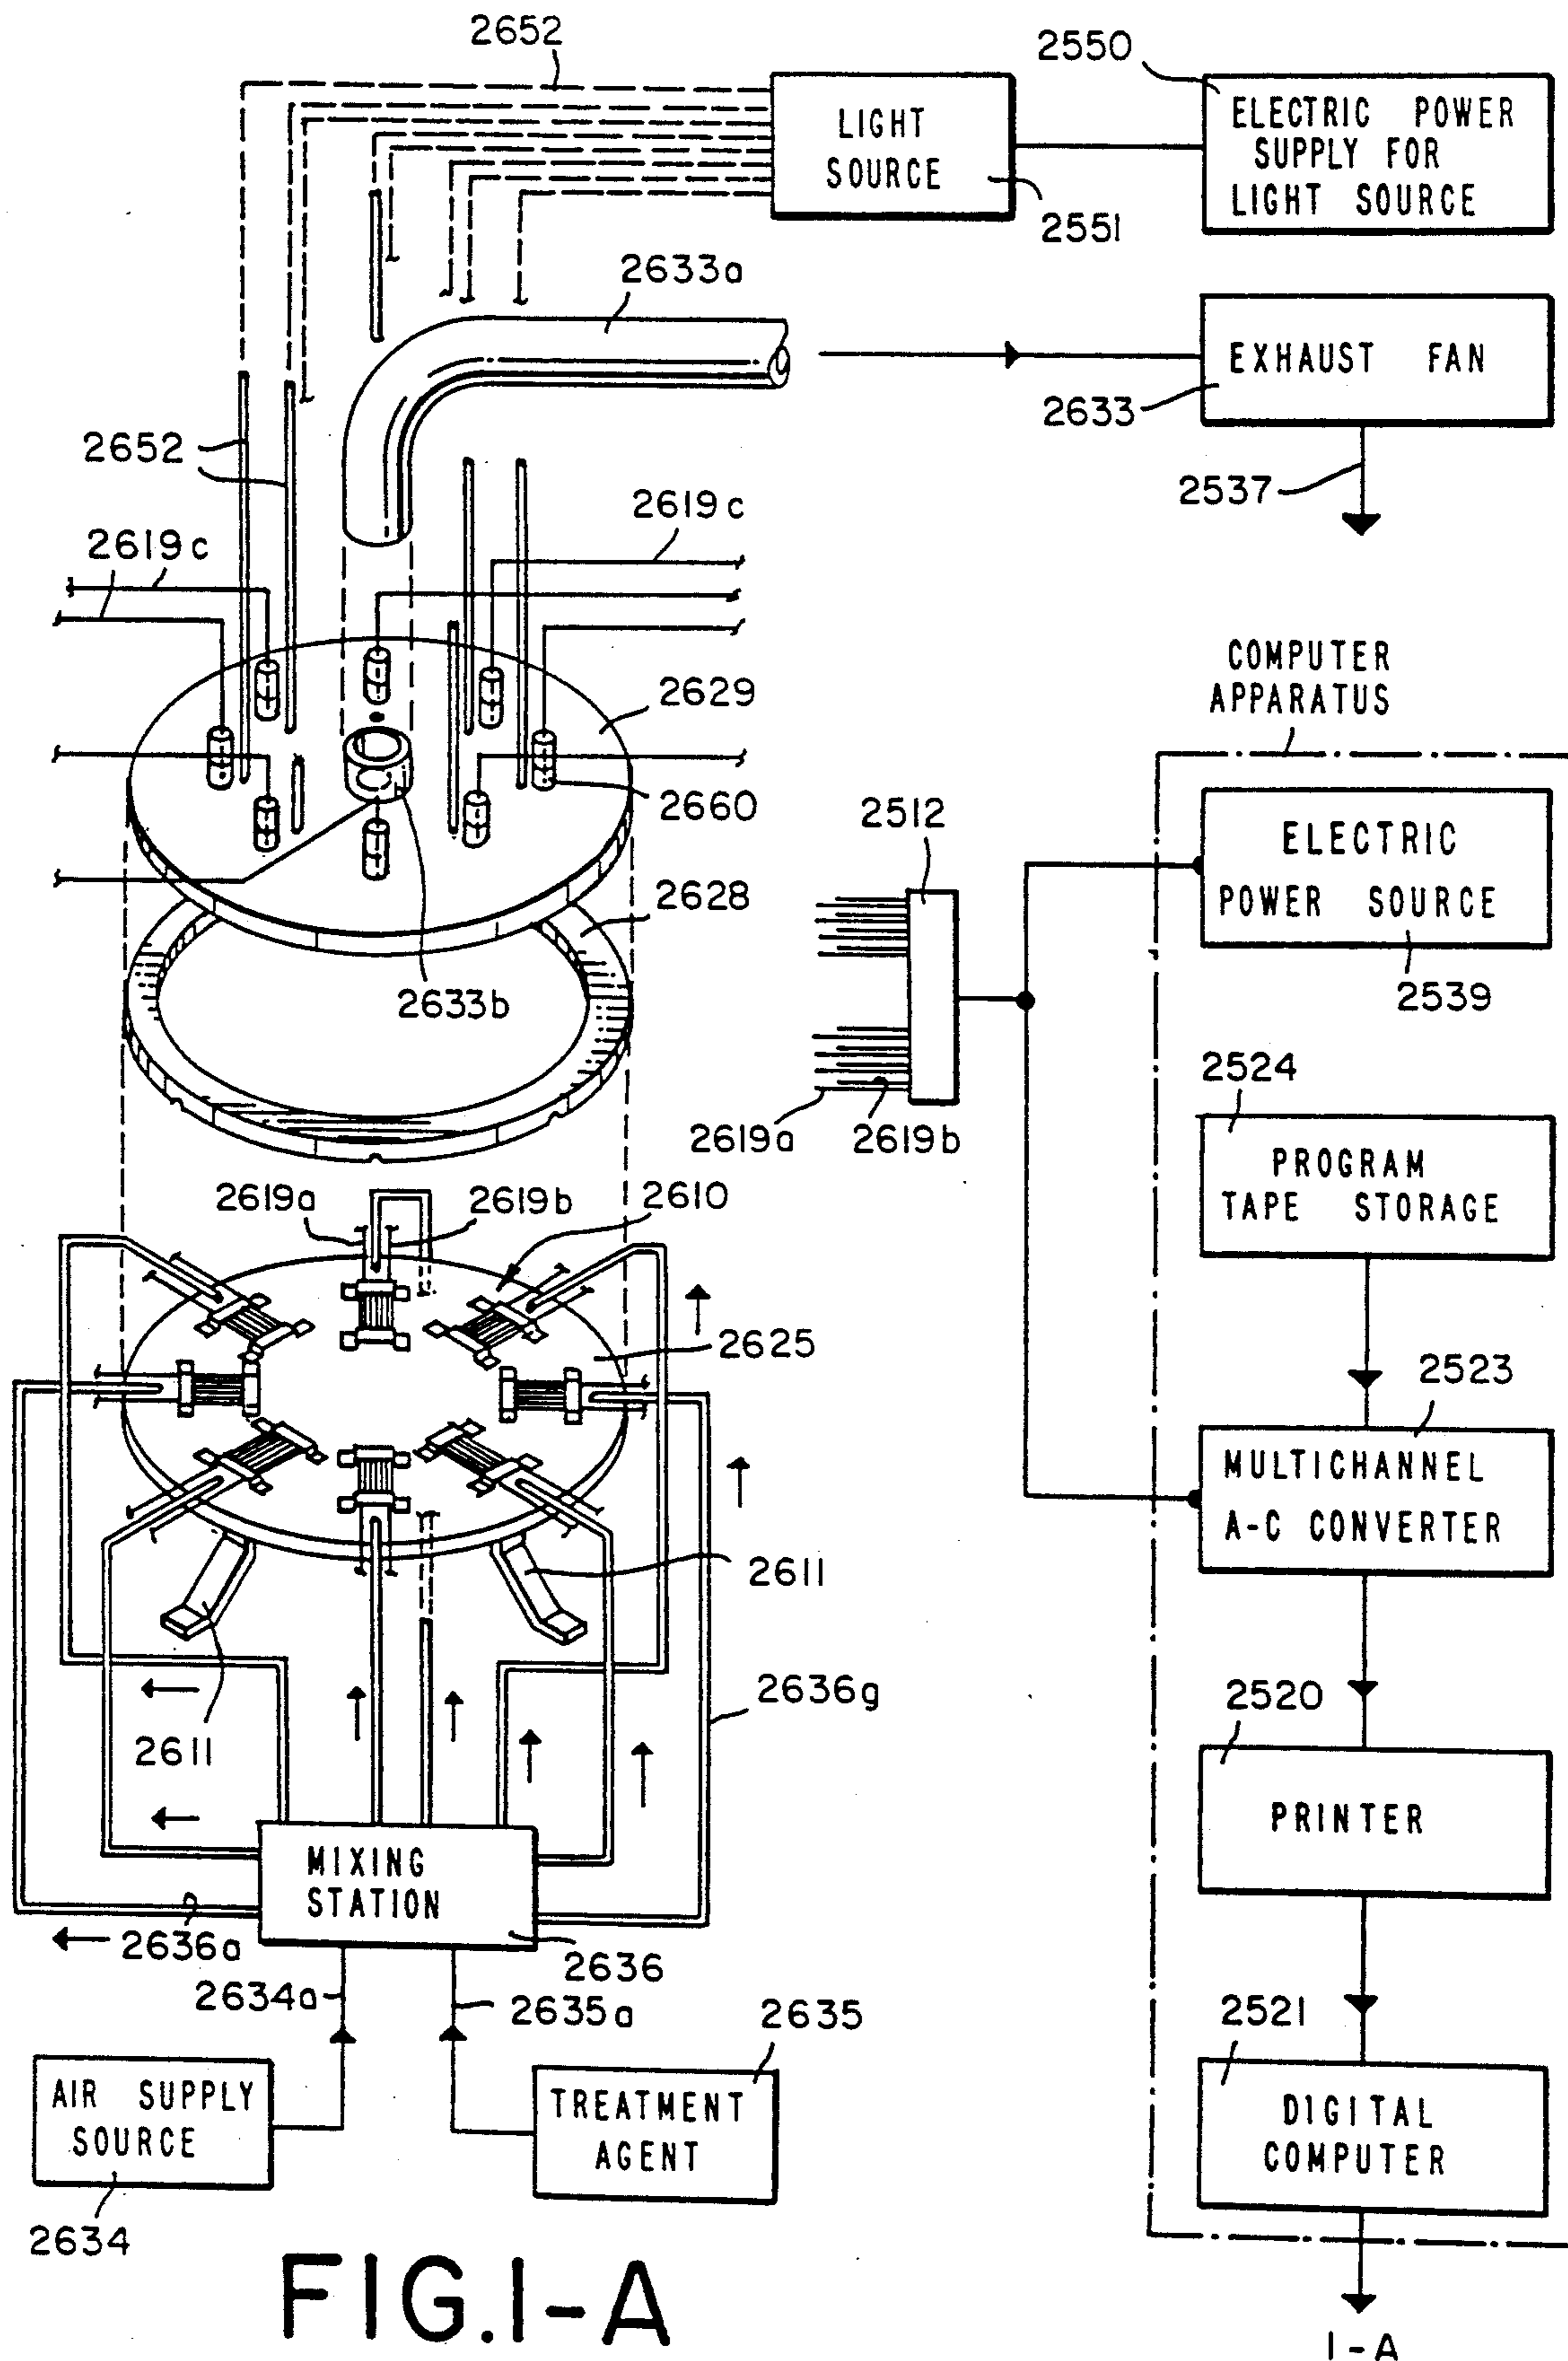 2652
2550
LIGHT
SOURCE
2551
ELECTRIC POWER
SUPPLY FOR
LIGHT SOURCE
2633a
EXHAUST FAN
2633
2537
2652
2619c
2619c
2629
2660
2628
2633b
COMPUTER
APPARATUS
2512
ELECTRIC
POWER SOURCE
2539
2619a
2619b
2524
PROGRAM
TAPE STORAGE
2619a
2619b
2610
2625
2523
MULTICHANNEL
A-C CONVERTER
2611
2611
2636g
2520
PRINTER
MIXING
STATION
2636a
2636
2634a
2635a
2635
2521
AIR SUPPLY
SOURCE
2634
TREATMENT
AGENT
DIGITAL
COMPUTER
FIG.1-A
1-A